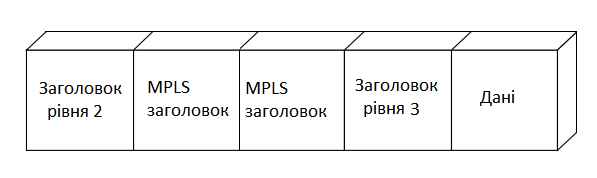 Заголовок
рівня 2
MPLS
заголовок
MPLS
заголовок
Заголовок
рівня 3
Дані